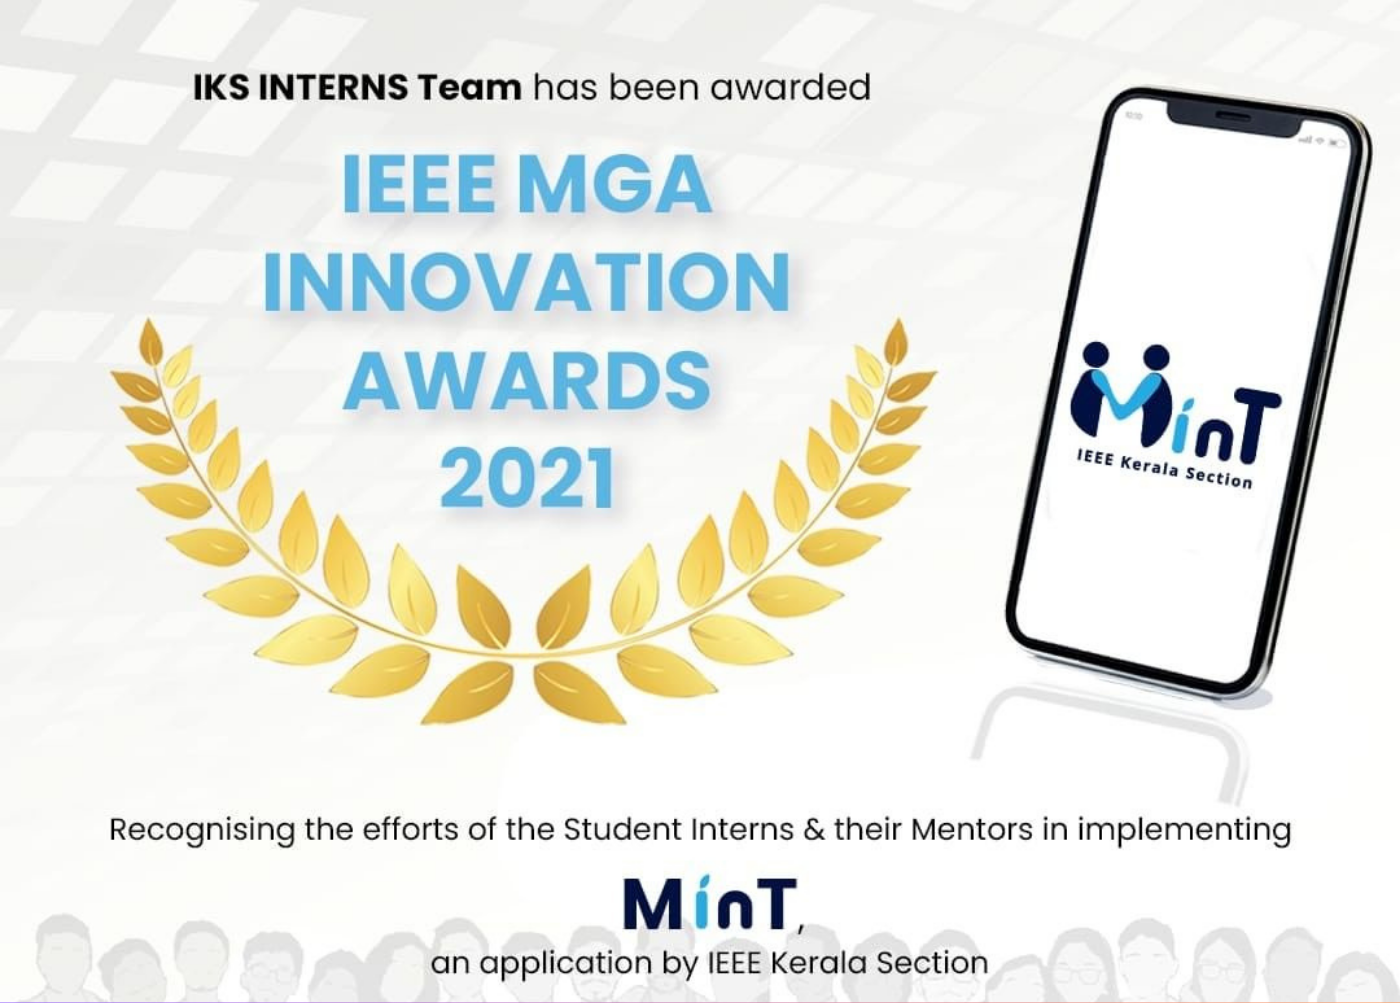 IKS INTERNS Team has been awarded
IEEE MGA
INNOVATION
AWARDS
2021
MinT
IEEE Kerala Section
Recognising the efforts of the Student Interns & their Mentors in implementing
MinT,
an application by IEEE Kerala Section